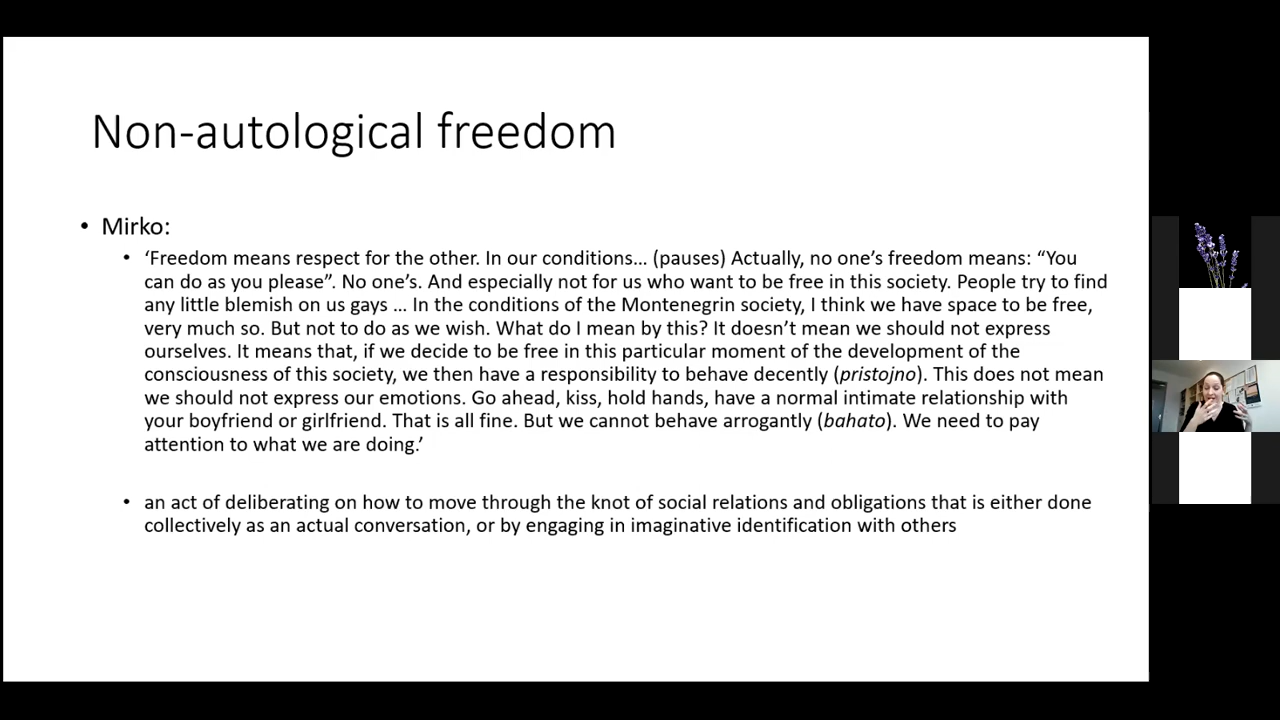 Non-autological freedom
• Mirko:
• ‘Freedom means respect for the other. In our conditions… (pauses) Actually, no one’s freedom means: “You
can do as you please”. No one’s. And especially not for us who want to be free in this society. People try to find
any little blemish on us gays … In the conditions of the Montenegrin society, I think we have space to be free,
very much so. But not to do as we wish. What do I mean by this? It doesn’t mean we should not express
ourselves. It means that, if we decide to be free in this particular moment of the development of the
consciousness of this society, we then have a responsibility to behave decently (pristojno). This does not mean
we should not express our emotions. Go ahead, kiss, hold hands, have a normal intimate relationship with
your boyfriend or girlfriend. That is all fine. But we cannot behave arrogantly (bahato). We need to pay
attention to what we are doing.’
• an act of deliberating on how to move through the knot of social relations and obligations that is either done
collectively as an actual conversation, or by engaging in imaginative identification with others